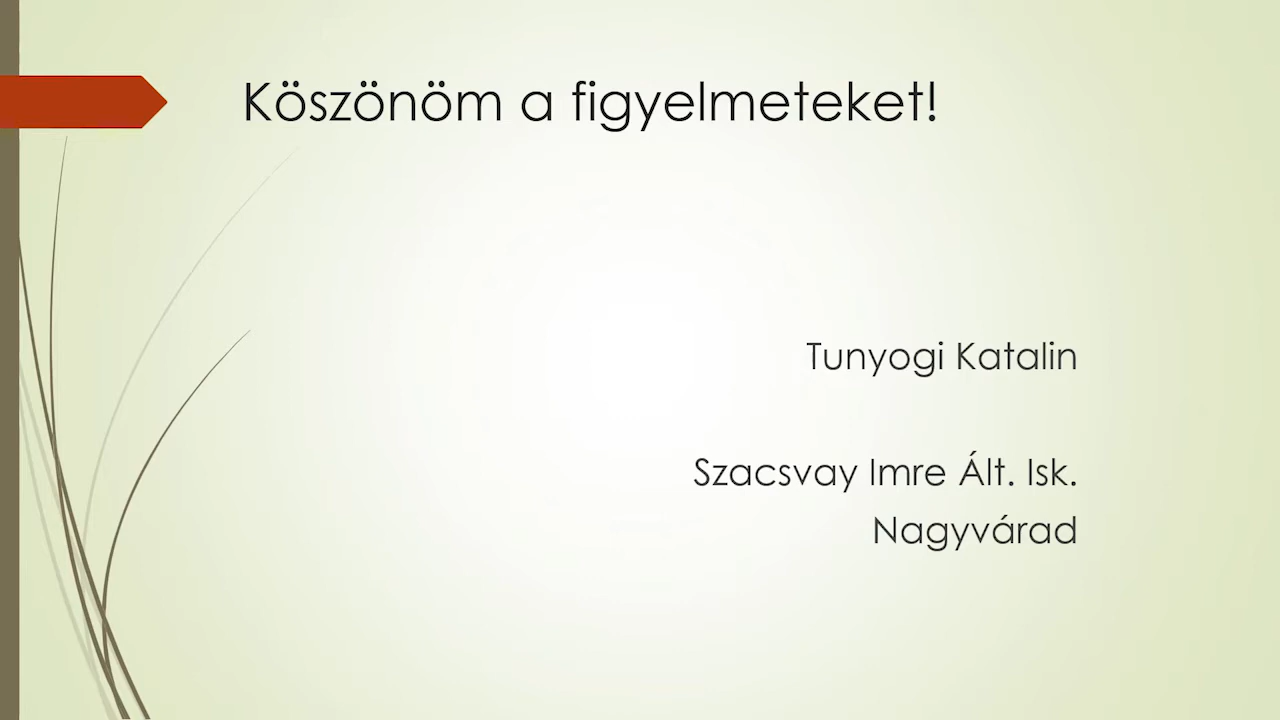 Köszönöm a figyelmeteket!
Tunyogi Katalin
Szacsvay Imre Ált. Isk.
Nagyvárad